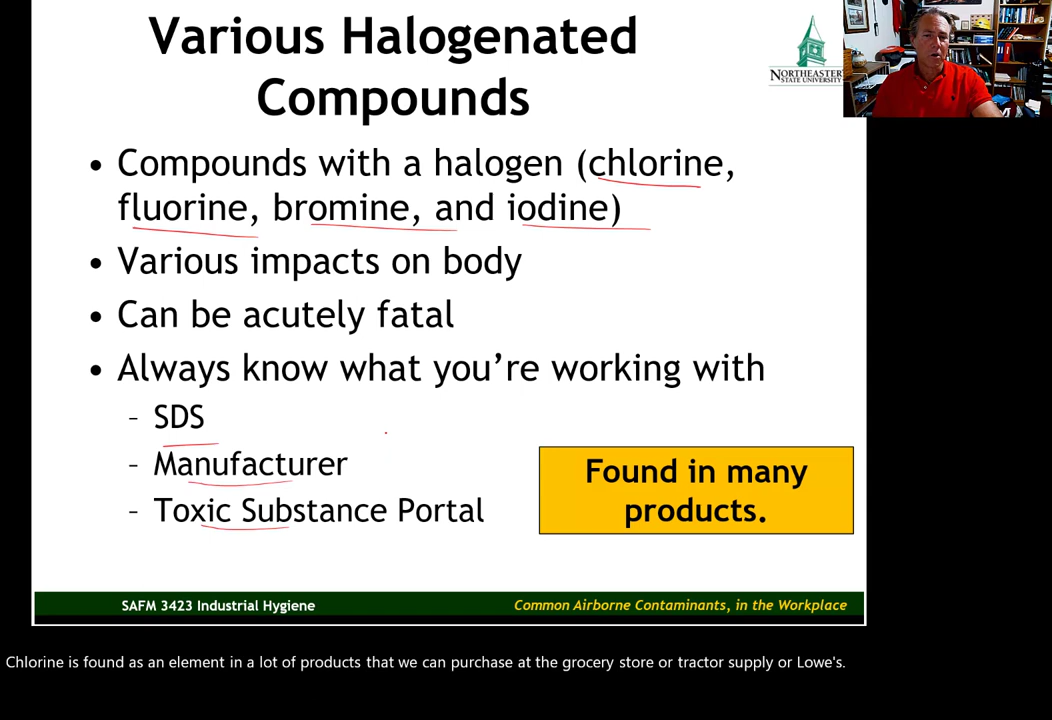 Various Halogenated
Compounds
NORTHEASTER
STATE UNIVERSITY
• Compounds with a halogen (chlorine,
fluorine, bromine, and iodine)
• Various impacts on body
• Can be acutely fatal
• Always know what you're working with
– SDS
– Manufacturer
– Toxic Substance Portal
Found in many
products.
SAFM 3423 Industrial Hygiene
Common Airborne Contaminants, in the Workplace
Chlorine is found as an element in a lot of products that we can purchase at the grocery store or tractor supply or Lowe's.